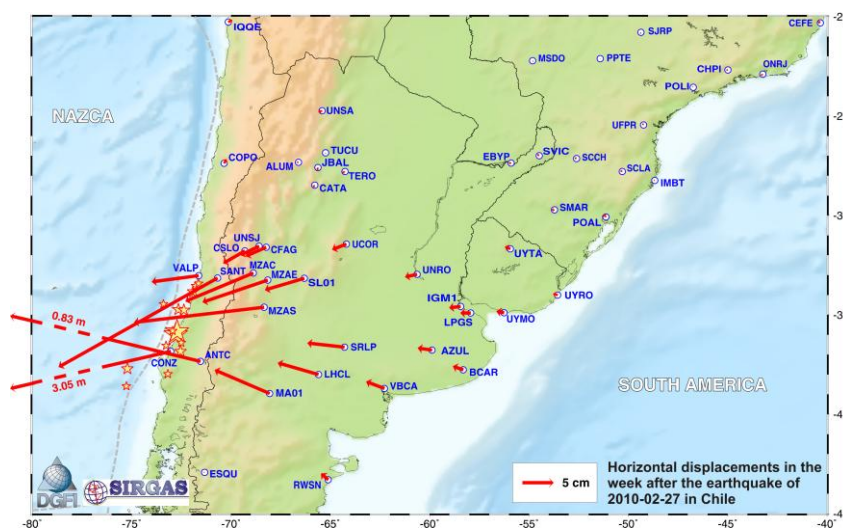 IQQE
CEFE
SJRP
MSDO
PPTE
CHPI
ONRJ
POLI
NAZCA
UNSA
UFPR
TUCU
COPO
ALUM
JBAL
TERO
EBYP
SVIC
SCCH
SCLA
CATA
IMBT
SMAR
POAL
UNSJ
CSLO
CFAG
UCOR
UYTA
VALP
SANT
MZAC
MZAE
SL01
UNRO
UYRO
IGM1
MZAS
LPGS
UYMO
0.83 m
CONZ
ANTC
SRLP
AZUL
3.05 m
LHCL
BCAR
MA01
VBCA
SOUTH AMERICA
ESQU
RWSN
DGFI
SIRGAS
5 cm
Horizontal displacements in the
week after the earthquake of
2010-02-27 in Chile
-2
-3
-3
-4
-4
-80 -75 -70 -65 -60 -55 -50 -45 -40